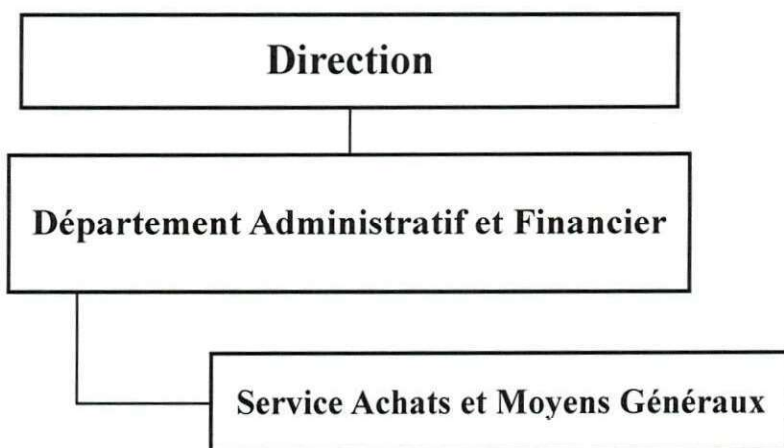 Direction
Département Administratif et Financier
Service Achats et Moyens Généraux